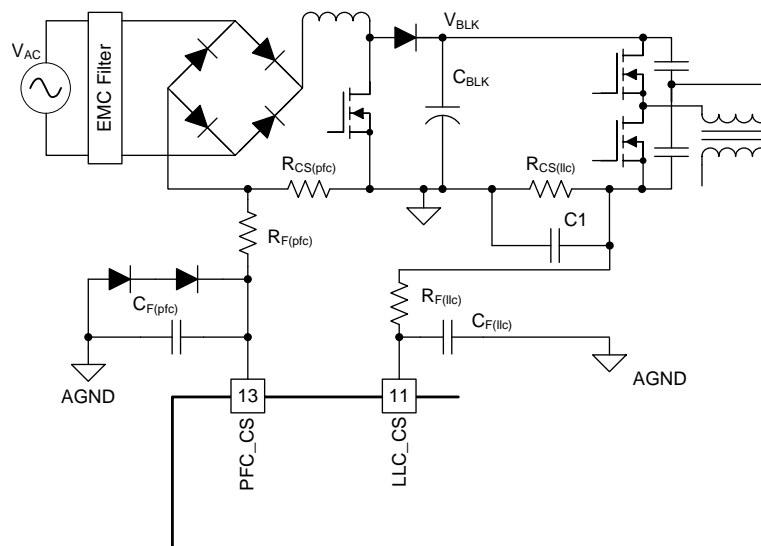 V_AC
EMC Filter
V_BLK
C_BLK
R_CS(pfc)
R_CS(llc)
C1
R_F(pfc)
C_F(pfc)
R_F(llc)
C_F(llc)
AGND
AGND
13
11
PFC_CS
LLC_CS